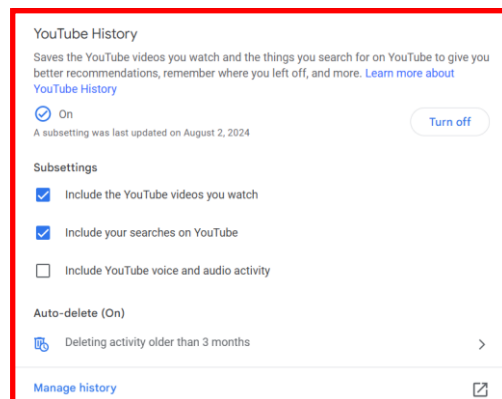 YouTube History
Saves the YouTube videos you watch and the things you search for on YouTube to give you
better recommendations, remember where you left off, and more. Learn more about
YouTube History
On
A subsetting was last updated on August 2, 2024
Turn off
Subsettings
Include the YouTube videos you watch
Include your searches on YouTube
Include YouTube voice and audio activity
Auto-delete (On)
Deleting activity older than 3 months
Manage history